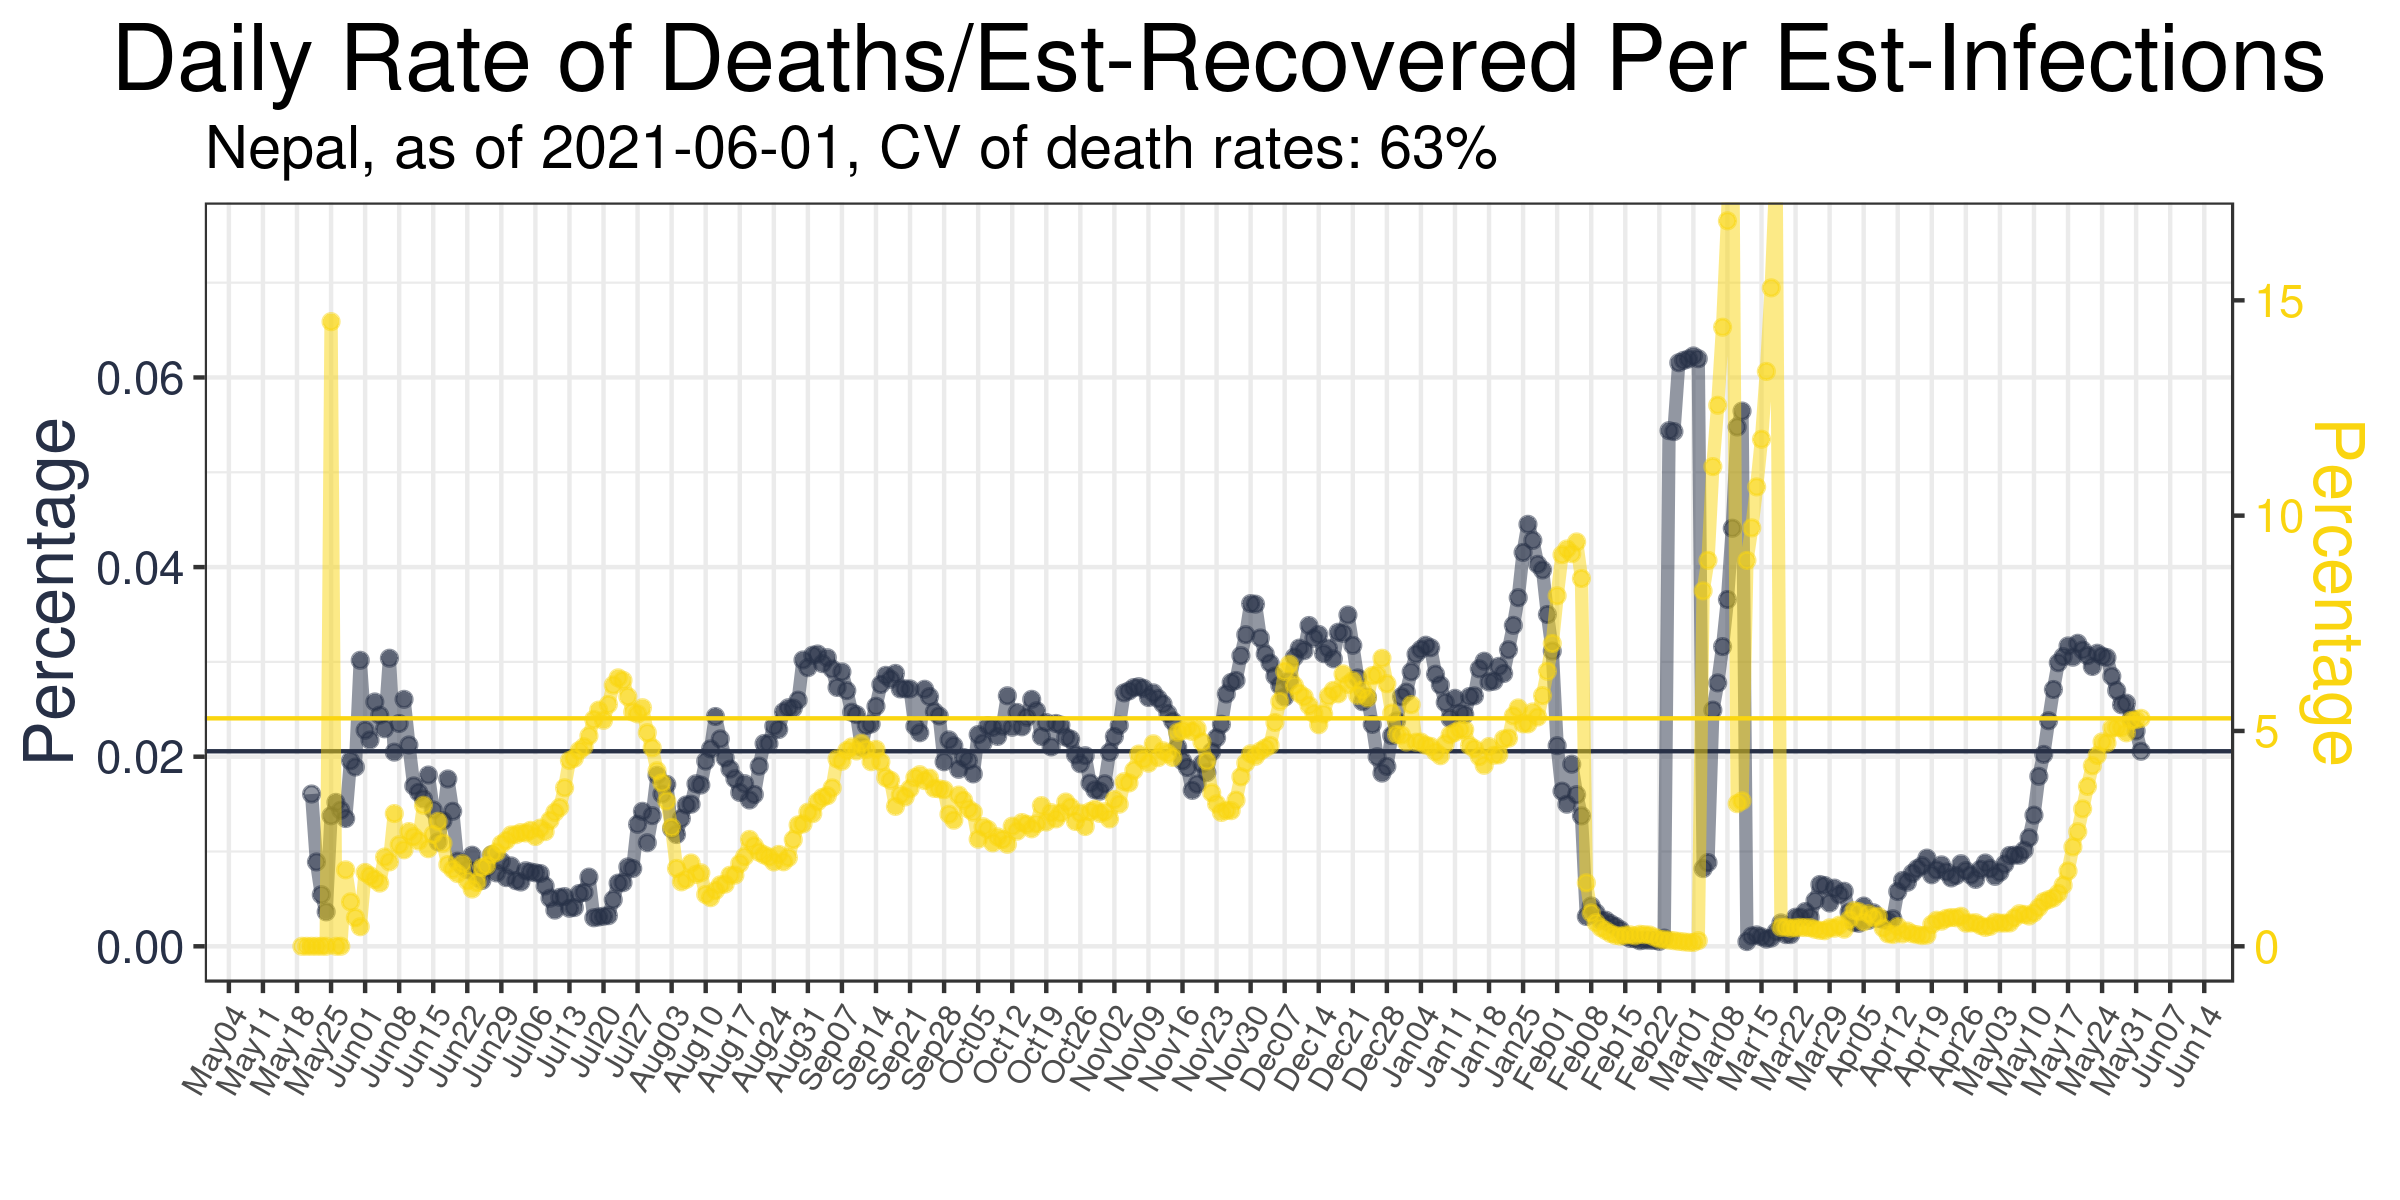 Daily Rate of Deaths/Est-Recovered Per Est-Infections
Nepal, as of 2021-06-01, CV of death rates: 63%
Percentage
0.06
0.04
0.02
0.00
15
10
5
0
Percentage
May04
May11
May18
May25
Jun01
Jun08
Jun15
Jun22
Jun29
Jul06
Jul13
Jul20
Jul27
Aug03
Aug10
Aug17
Aug24
Aug31
Sep07
Sep14
Sep21
Sep28
Oct05
Oct12
Oct19
Oct26
Nov02
Nov09
Nov16
Nov23
Nov30
Dec07
Dec14
Dec21
Dec28
Jan04
Jan11
Jan18
Jan25
Feb01
Feb08
Feb15
Feb22
Mar01
Mar08
Mar15
Mar22
Mar29
Apr05
Apr12
Apr19
Apr26
May03
May10
May17
May24
May31
Jun07
Jun14